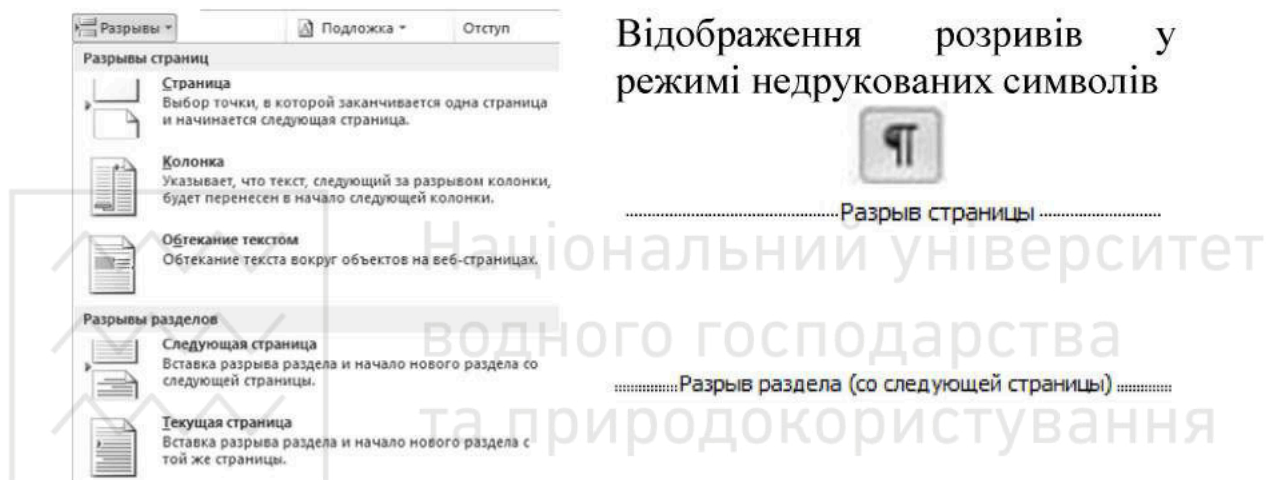 Разрывы
Подложка
Отступ
Разрывы страниц
Страница
Выбор точки, в которой заканчивается одна страница
и начинается следующая страница.
Колонка
Указывает, что текст, следующий за разрывом колонки,
будет перенесен в начало следующей колонки.
Обтекание текстом
Обтекание текста вокруг объектов на веб-страницах.
Разрывы разделов
Следующая страница
Вставка разрыва раздела и начало нового раздела со
следующей страницы.
Текущая страница
Вставка разрыва раздела и начало нового раздела с
той же страницы.
Відображення розривів у
режимі недрукованих символів
¶
Разрыв страницы
Разрыв раздела (со следующей страницы)
Національний університет
водного господарства
та природокористування